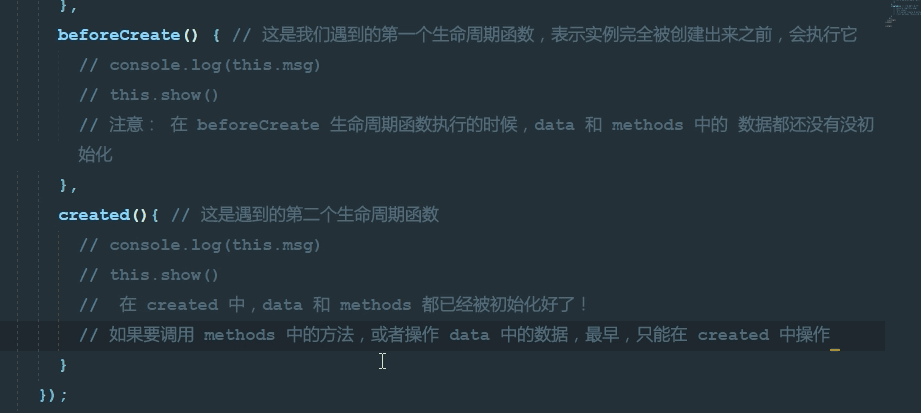 },
beforeCreate() { // 这是我们遇到的第一个生命周期函数，表示实例完全被创建出来之前，会执行它
// console.log(this.msg)
// this.show()
// 注意： 在 beforeCreate 生命周期函数执行的时候，data 和 methods 中的 数据都还没有没初
始化
},
created(){ // 这是遇到的第二个生命周期函数
// console.log(this.msg)
// this.show()
//  在 created 中，data 和 methods 都已经被初始化好了！
// 如果要调用 methods 中的方法，或者操作 data 中的数据，最早，只能在 created 中操作
}
});